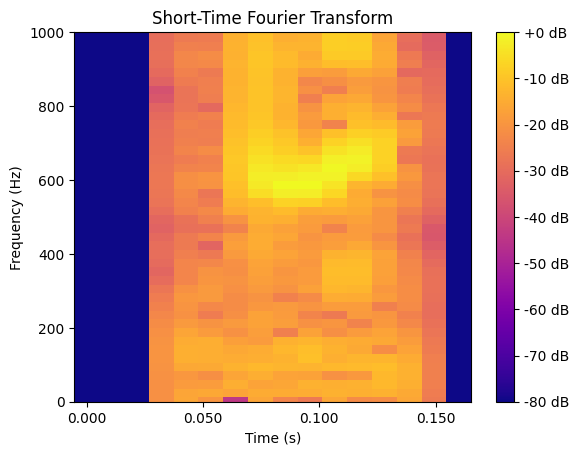 Short-Time Fourier Transform
1000
800
600
400
200
0
Frequency (Hz)
0.000
0.050
0.100
0.150
Time (s)
+0 dB
-10 dB
-20 dB
-30 dB
-40 dB
-50 dB
-60 dB
-70 dB
-80 dB